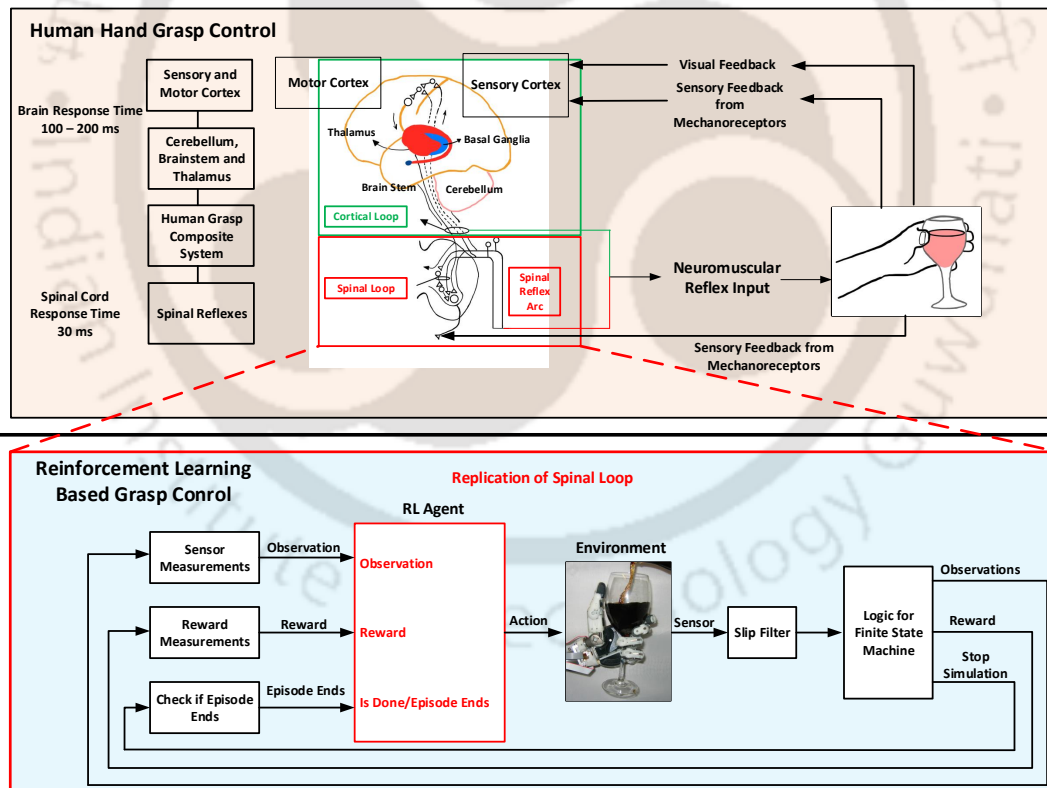 Human Hand Grasp Control
Sensory and
Motor Cortex
Brain Response Time
100 – 200 ms
Cerebellum,
Brainstem and
Thalamus
Human Grasp
Composite
System
Spinal Cord
Response Time
30 ms
Spinal Reflexes
Motor Cortex
Sensory Cortex
Thalamus
Basal Ganglia
Brain Stem
Cerebellum
Cortical Loop
Spinal Loop
Spinal
Reflex
Arc
Visual Feedback
Sensory Feedback
from
Mechanoreceptors
Neuromuscular
Reflex Input
Sensory Feedback from
Mechanoreceptors
Reinforcement Learning
Based Grasp Conrol
Replication of Spinal Loop
RL Agent
Sensor
Measurements
Observation
Observation
Reward
Measurements
Reward
Reward
Check if Episode
Ends
Episode Ends
Is Done/Episode Ends
Action
Environment
Sensor
Slip Filter
Logic for
Finite State
Machine
Observations
Reward
Stop
Simulation
Indian Institute
Technology Guwahati